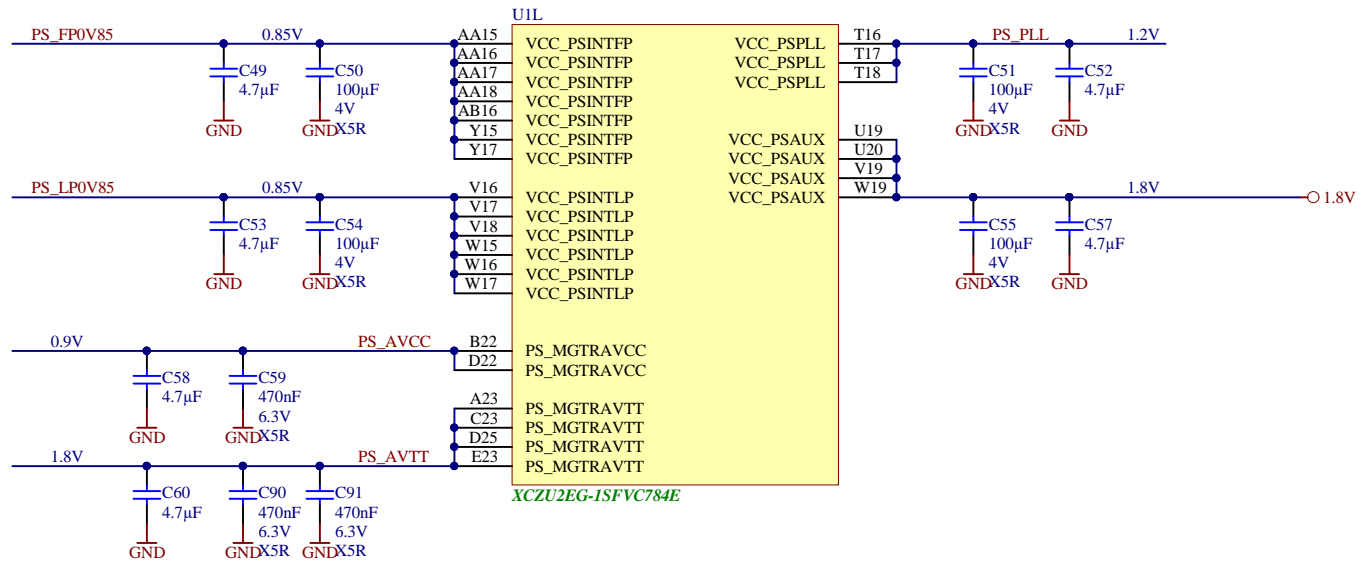 U1L
PS_FP0V85 0.85V AA15 VCC_PSINTFP VCC_PSPLL T16 PS_PLL 1.2V
AA16 VCC_PSINTFP VCC_PSPLL T17
AA17 VCC_PSINTFP VCC_PSPLL T18
AA18 VCC_PSINTFP
AB16 VCC_PSINTFP
Y15 VCC_PSINTFP VCC_PSAUX U19
Y17 VCC_PSINTFP VCC_PSAUX U20
VCC_PSAUX V19
C49
4.7µF
GND
C50
100µF
4V
GND X5R
C51
100µF
4V
GND X5R
C52
4.7µF
GND
PS_LP0V85 0.85V V16 VCC_PSINTLP VCC_PSAUX W19 1.8V 1.8V
V17 VCC_PSINTLP
V18 VCC_PSINTLP
W15 VCC_PSINTLP
W16 VCC_PSINTLP
W17 VCC_PSINTLP
C53
4.7µF
GND
C54
100µF
4V
GND X5R
C55
100µF
4V
GND X5R
C57
4.7µF
GND
0.9V PS_AVCC B22 PS_MGTRAVCC
D22 PS_MGTRAVCC
C58
4.7µF
GND
C59
470nF
6.3V
GND X5R
A23 PS_MGTRAVTT
C23 PS_MGTRAVTT
D25 PS_MGTRAVTT
1.8V PS_AVTT E23 PS_MGTRAVTT
C60
4.7µF
GND
C90
470nF
6.3V
GND X5R
C91
470nF
6.3V
GND X5R
XCZU2EG-1SFVC784E